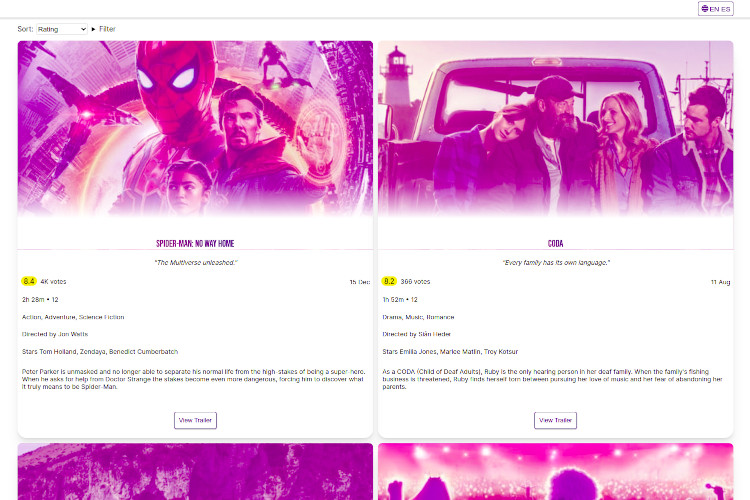 EN ES
Sort: Rating Filter
SPIDER-MAN: NO WAY HOME
"The Multiverse unleashed."
8.4 4K votes 15 Dec
2h 28m • 12
Action, Adventure, Science Fiction
Directed by Jon Watts
Stars Tom Holland, Zendaya, Benedict Cumberbatch
Peter Parker is unmasked and no longer able to separate his normal life from the high-stakes of being a super-hero.
When he asks for help from Doctor Strange the stakes become even more dangerous, forcing him to discover what
it truly means to be Spider-Man.
View Trailer
CODA
"Every family has its own language."
8.2 366 votes 11 Aug
1h 52m • 12
Drama, Music, Romance
Directed by Siân Heder
Stars Emilia Jones, Marlee Matlin, Troy Kotsur
As a CODA (Child of Deaf Adults), Ruby is the only hearing person in her deaf family. When the family's fishing
business is threatened, Ruby finds herself torn between pursuing her love of music and her fear of abandoning her
parents.
View Trailer